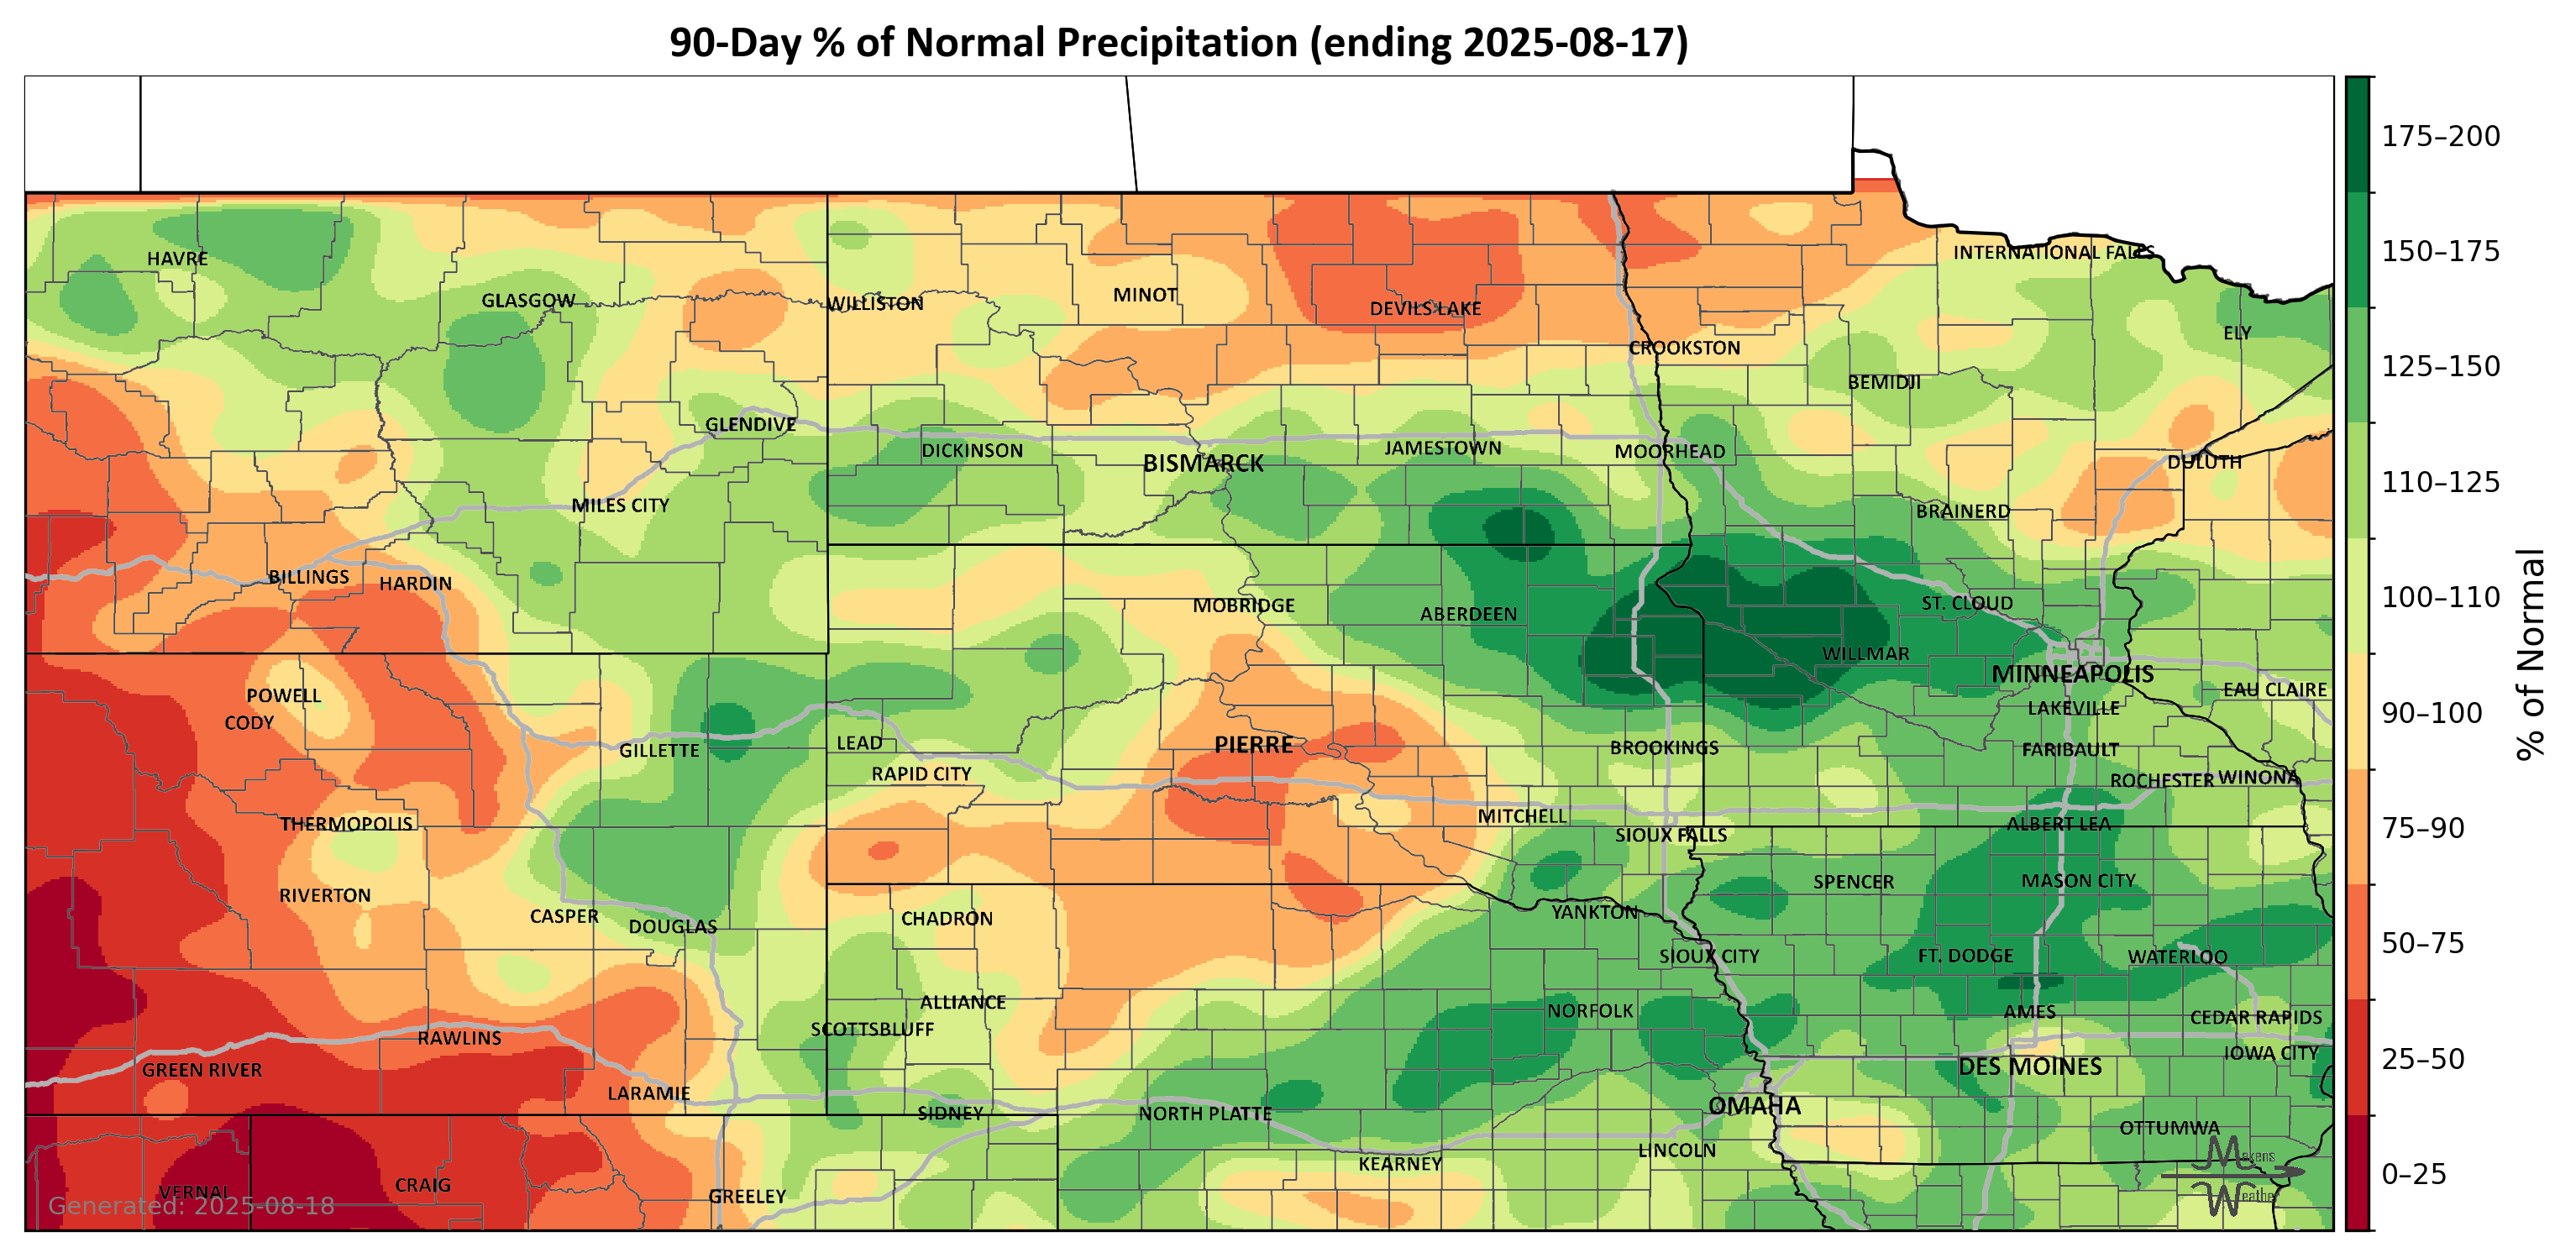 90-Day % of Normal Precipitation (ending 2025-08-17)
175–200
INTERNATIONAL FALLS
150–175
HAVRE
GLASGOW
WILLISTON
MINOT
DEVILS LAKE
ELY
CROOKSTON
125–150
BEMIDJI
GLENDIVE
DICKINSON
BISMARCK
JAMESTOWN
MOORHEAD
DULUTH
110–125
MILES CITY
BRAINERD
BILLINGS
HARDIN
MOBRIDGE
ABERDEEN
ST. CLOUD
100–110
WILLMAR
MINNEAPOLIS
POWELL
EAU CLAIRE
CODY
LAKEVILLE
90–100
% of Normal
GILLETTE
LEAD
PIERRE
BROOKINGS
FARIBAULT
RAPID CITY
ROCHESTER
WINONA
THERMOPOLIS
MITCHELL
SIOUX FALLS
ALBERT LEA
75–90
RIVERTON
SPENCER
MASON CITY
CASPER
DOUGLAS
CHADRON
YANKTON
50–75
SIOUX CITY
FT. DODGE
WATERLOO
ALLIANCE
NORFOLK
AMES
SCOTTSBLUFF
CEDAR RAPIDS
RAWLINS
GREEN RIVER
DES MOINES
IOWA CITY
25–50
LARAMIE
SIDNEY
NORTH PLATTE
OMAHA
OTTUMWA
LINCOLN
KEARNEY
Makens
Weather
0–25
VERNAL
CRAIG
GREELEY
Generated: 2025-08-18